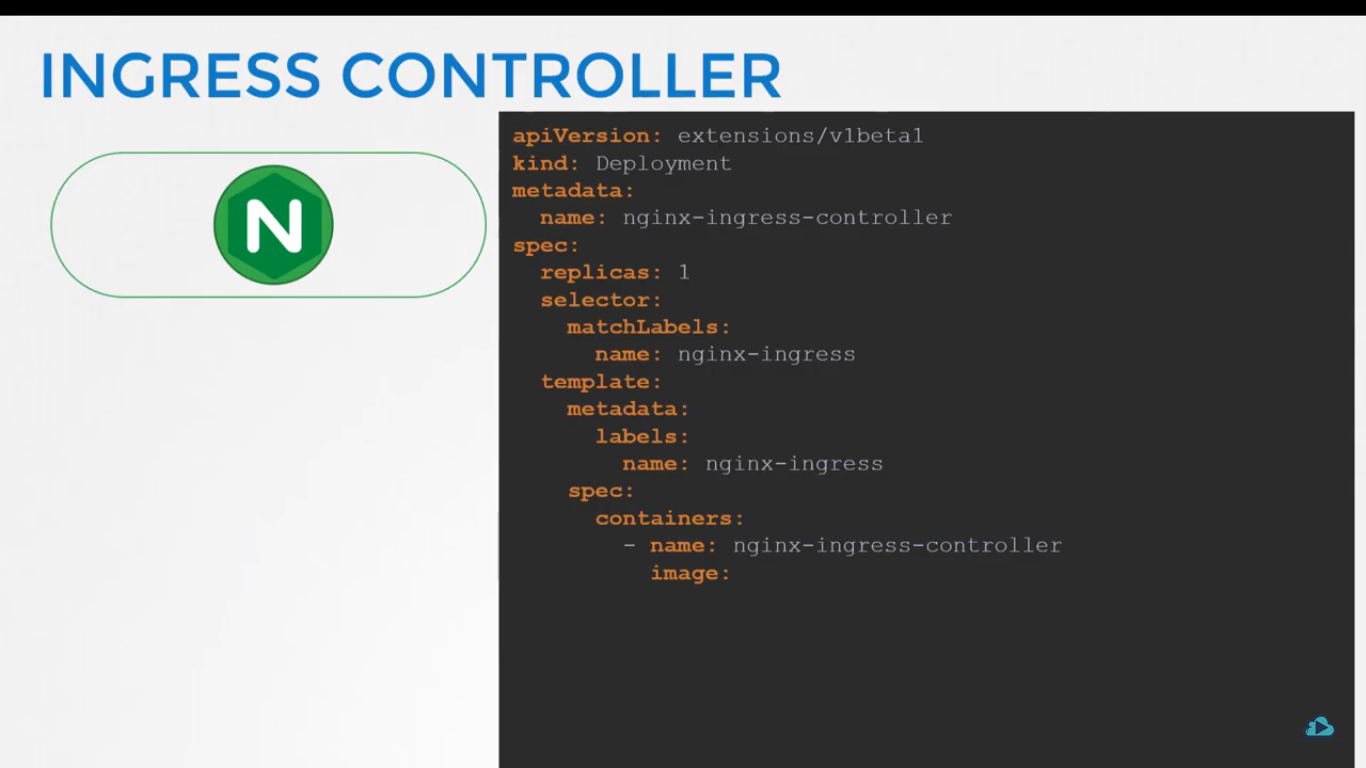 INGRESS CONTROLLER
N
apiVersion: extensions/v1beta1
kind: Deployment
metadata:
  name: nginx-ingress-controller
spec:
  replicas: 1
  selector:
    matchLabels:
      name: nginx-ingress
  template:
    metadata:
      labels:
        name: nginx-ingress
    spec:
      containers:
        - name: nginx-ingress-controller
          image: